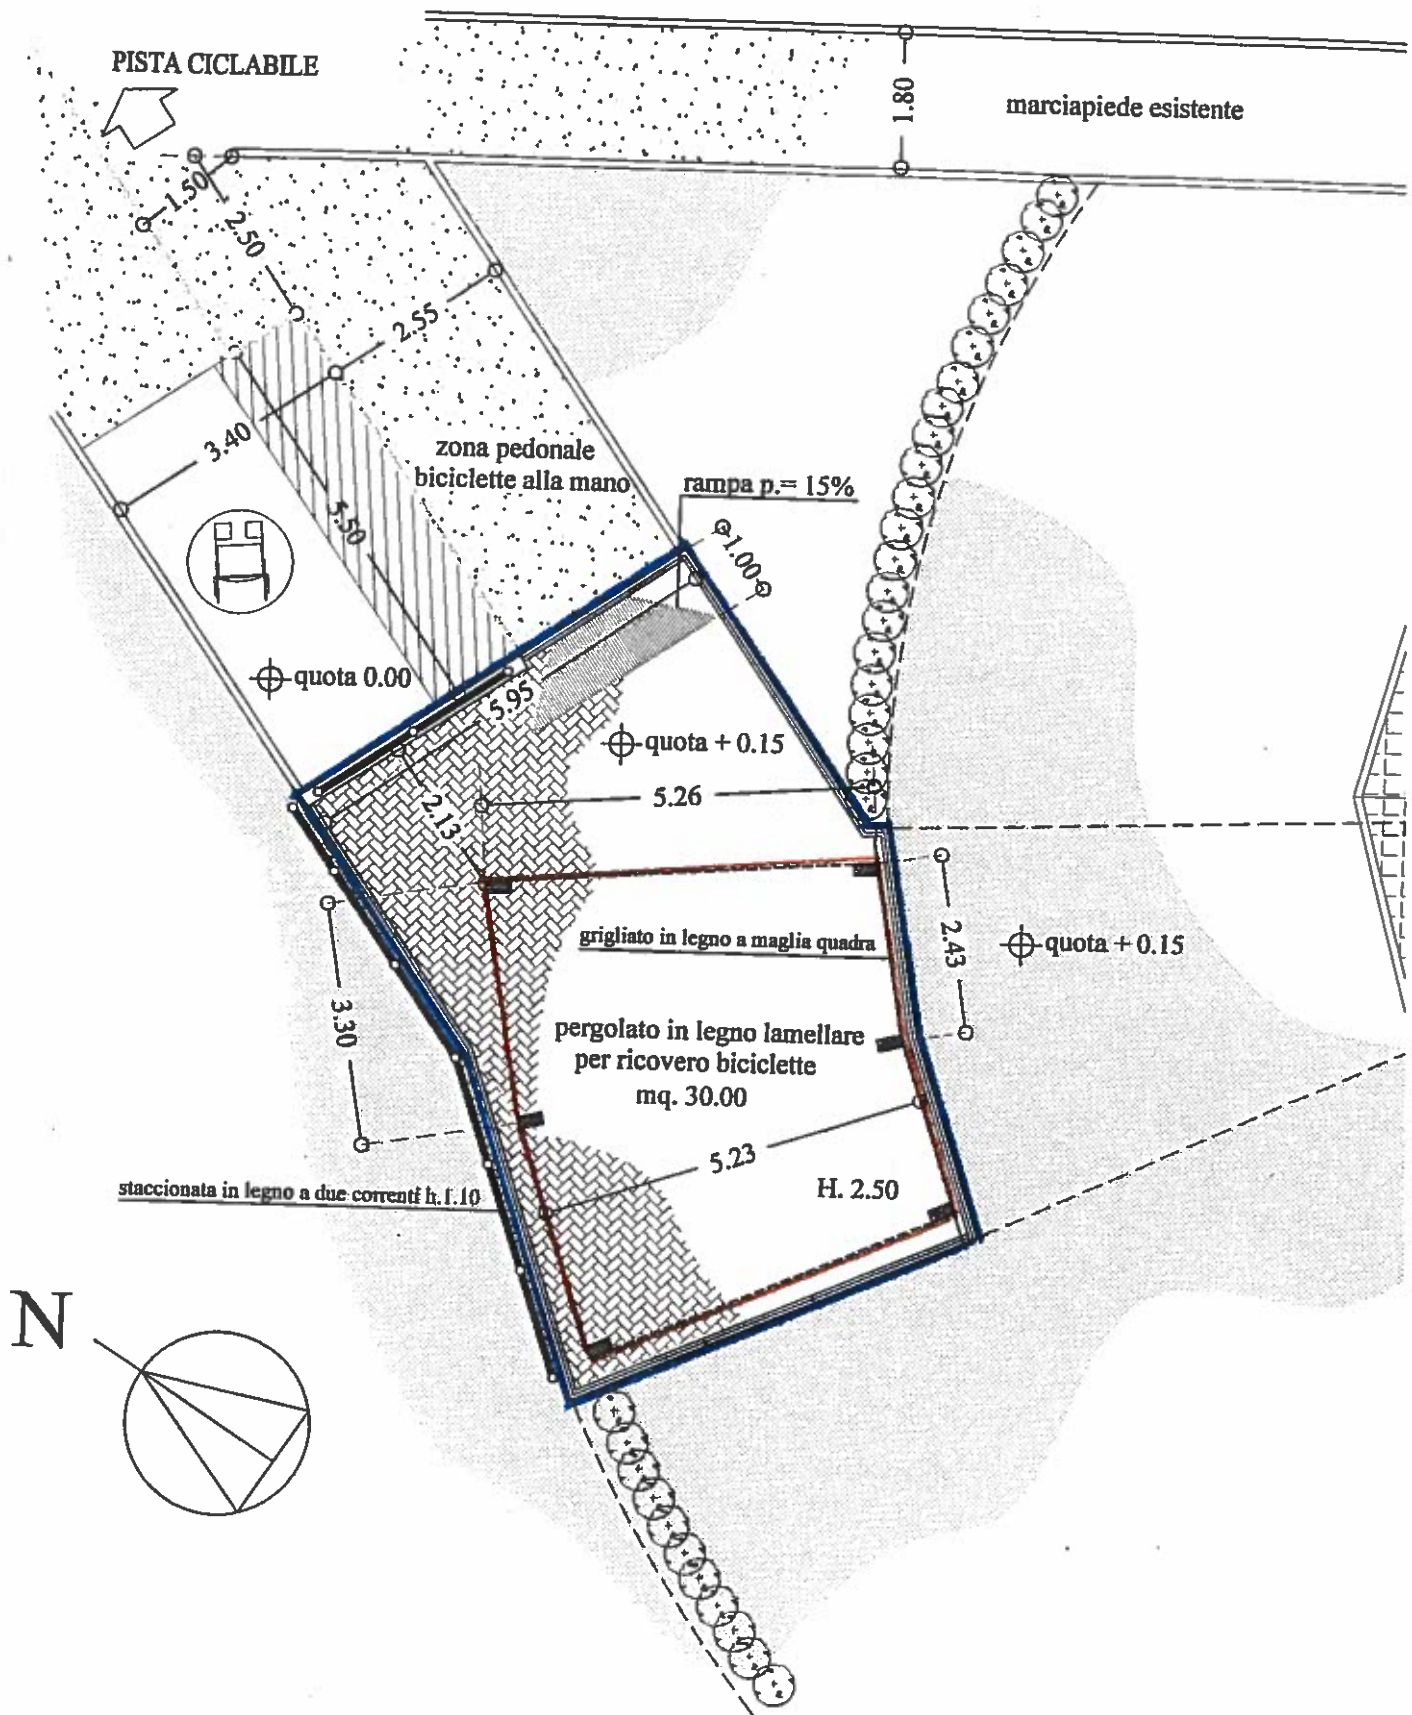 PISTA CICLABILE
1.80
marciapiede esistente
1.50
2.50
2.55
3.40
zona pedonale
biciclette alla mano
rampa p.= 15%
5.50
1.00
quota 0.00
5.95
quota + 0.15
5.26
2.13
grigliato in legno a maglia quadra
2.43
quota + 0.15
3.30
pergolato in legno lamellare
per ricovero biciclette
mq. 30.00
5.23
H. 2.50
staccionata in legno a due correnti h.1.10
N